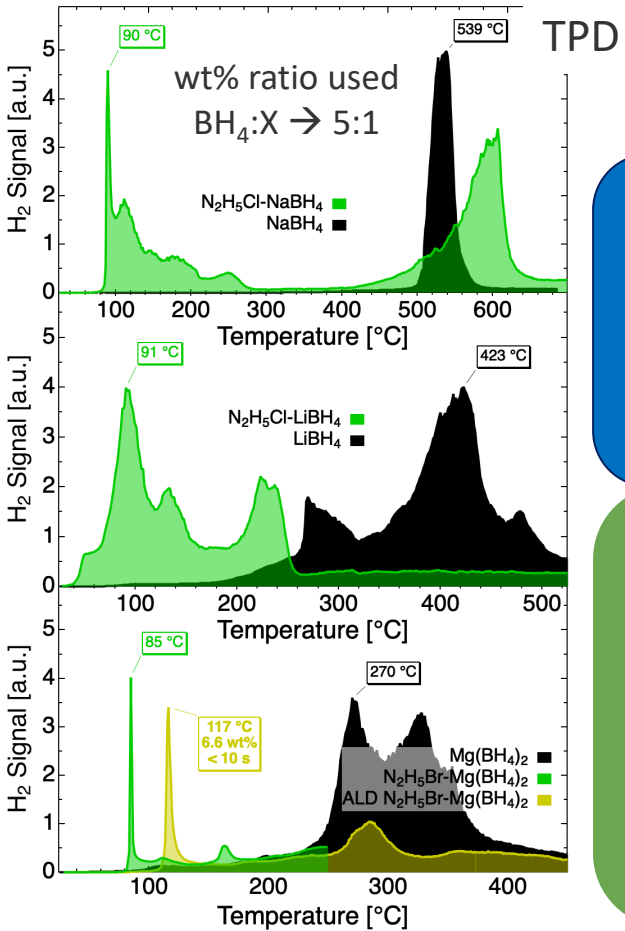 TPD
5
4
3
2
1
0
H₂ Signal [a.u.]
90 °C
539 °C
wt% ratio used
BH₄:X → 5:1
N₂H₅Cl-NaBH₄
NaBH₄
100 200 300 400 500 600
Temperature [°C]
5
4
3
2
1
0
H₂ Signal [a.u.]
91 °C
423 °C
N₂H₅Cl-LiBH₄
LiBH₄
100 200 300 400 500
Temperature [°C]
5
4
3
2
1
0
H₂ Signal [a.u.]
85 °C
270 °C
117 °C
6.6 wt%
< 10 s
Mg(BH₄)₂
N₂H₅Br-Mg(BH₄)₂
ALD N₂H₅Br-Mg(BH₄)₂
100 200 300 400
Temperature [°C]